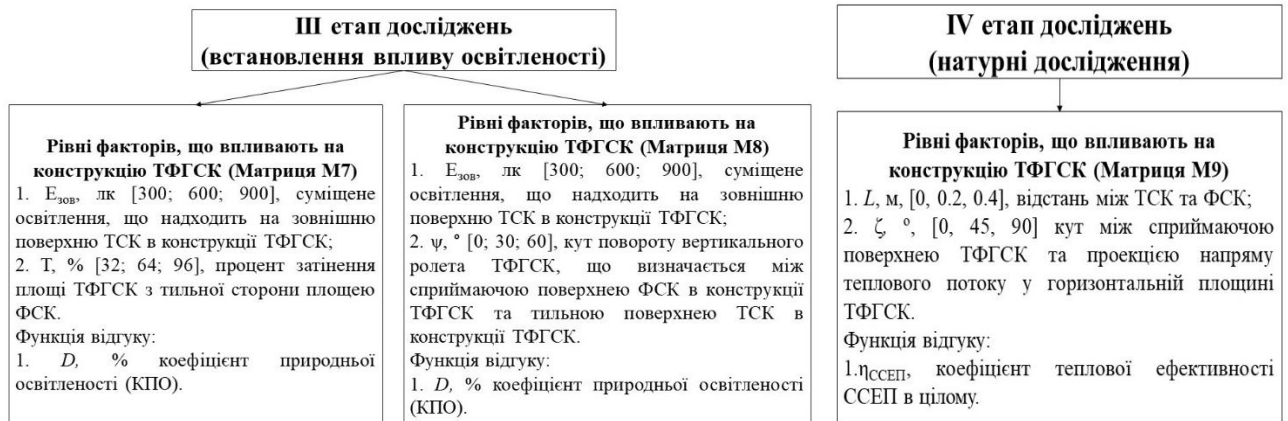 III етап досліджень
(встановлення впливу освітленості)
Рівні факторів, що впливають на
конструкцію ТФГСК (Матриця М7)
1. Eзов, лк [300; 600; 900], суміщене
освітлення, що надходить на зовнішню
поверхню ТСК в конструкції ТФГСК;
2. Т, % [32; 64; 96], процент затінення
площі ТФГСК з тильної сторони площею
ФСК.
Функція відгуку:
1. D, % коефіцієнт природньої
освітленості (КПО).
Рівні факторів, що впливають на
конструкцію ТФГСК (Матриця М8)
1. Eзов, лк [300; 600; 900], суміщене
освітлення, що надходить на зовнішню
поверхню ТСК в конструкції ТФГСК;
2. ψ, ° [0; 30; 60], кут повороту вертикального
ролета ТФГСК, що визначається між
сприймаючою поверхнею ФСК в конструкції
ТФГСК та тильною поверхнею ТСК в
конструкції ТФГСК.
Функція відгуку:
1. D, % коефіцієнт природньої освітленості
(КПО).
IV етап досліджень
(натурні дослідження)
Рівні факторів, що впливають на
конструкцію ТФГСК (Матриця М9)
1. L, м, [0, 0.2, 0.4], відстань між ТСК та ФСК;
2. ζ, °, [0, 45, 90] кут між сприймаючою
поверхнею ТФГСК та проекцією напряму
теплового потоку у горизонтальній площині
ТФГСК.
Функція відгуку:
1.ηССЕП, коефіцієнт теплової ефективності
ССЕП в цілому.